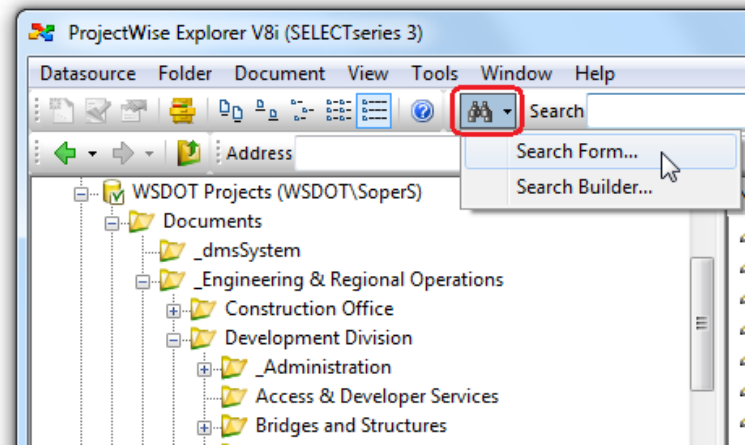 ProjectWise Explorer V8i (SELECTseries 3)
Datasource Folder Document View Tools Window Help
Search
Search Form...
Address
Search Builder...
WSDOT Projects (WSDOT\SoperS)
Documents
_dmsSystem
_Engineering & Regional Operations
Construction Office
Development Division
_Administration
Access & Developer Services
Bridges and Structures